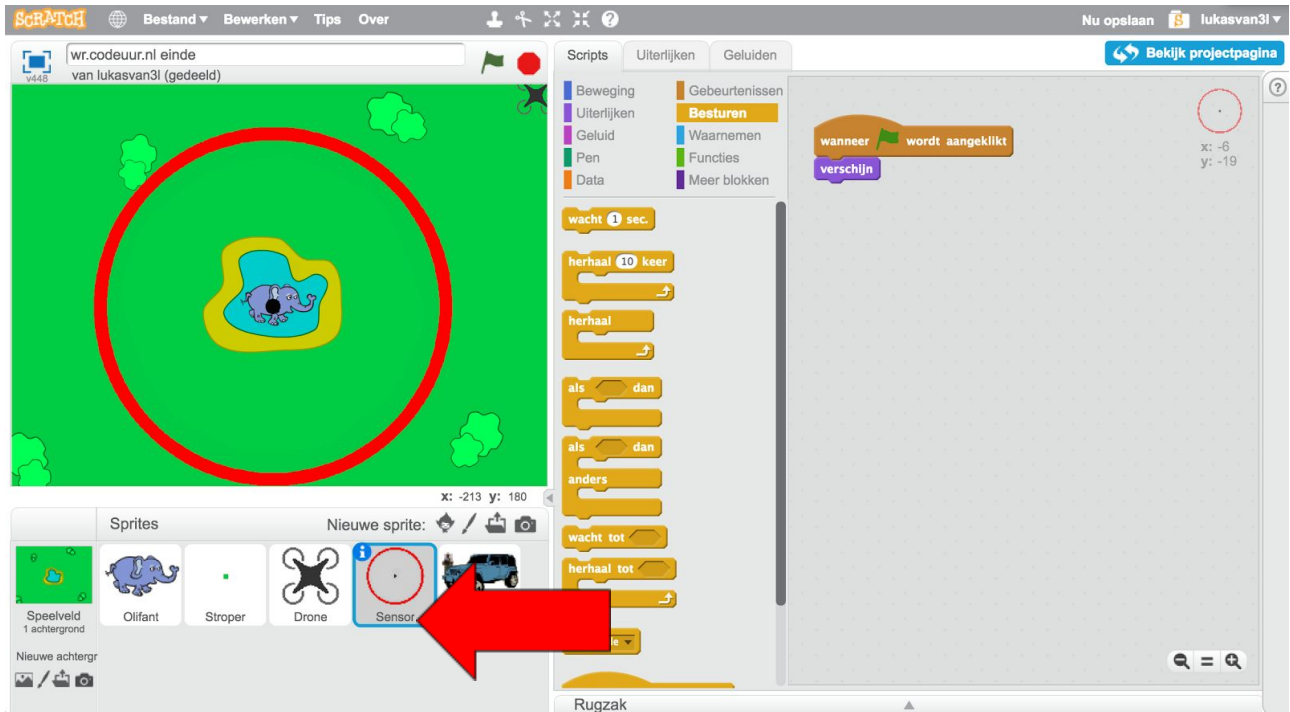 SCRATCH Bestand Bewerken Tips Over Nu opslaan lukasvan3l
wr.codeuur.nl einde
van lukasvan3l (gedeeld)
v448
Scripts Uiterlijken Geluiden
Bekijk projectpagina
Beweging Gebeurtenissen
Uiterlijken Besturen
Geluid Waarnemen
Pen Functies
Data Meer blokken
wacht 1 sec.
herhaal 10 keer
herhaal
als dan
als dan
anders
wacht tot
herhaal tot
wanneer wordt aangeklikt
verschijn
x: -6
y: -19
x: -213 y: 180
Sprites Nieuwe sprite:
Speelveld
1 achtergrond
Olifant Stroper Drone Sensor
Nieuwe achtergr
Rugzak